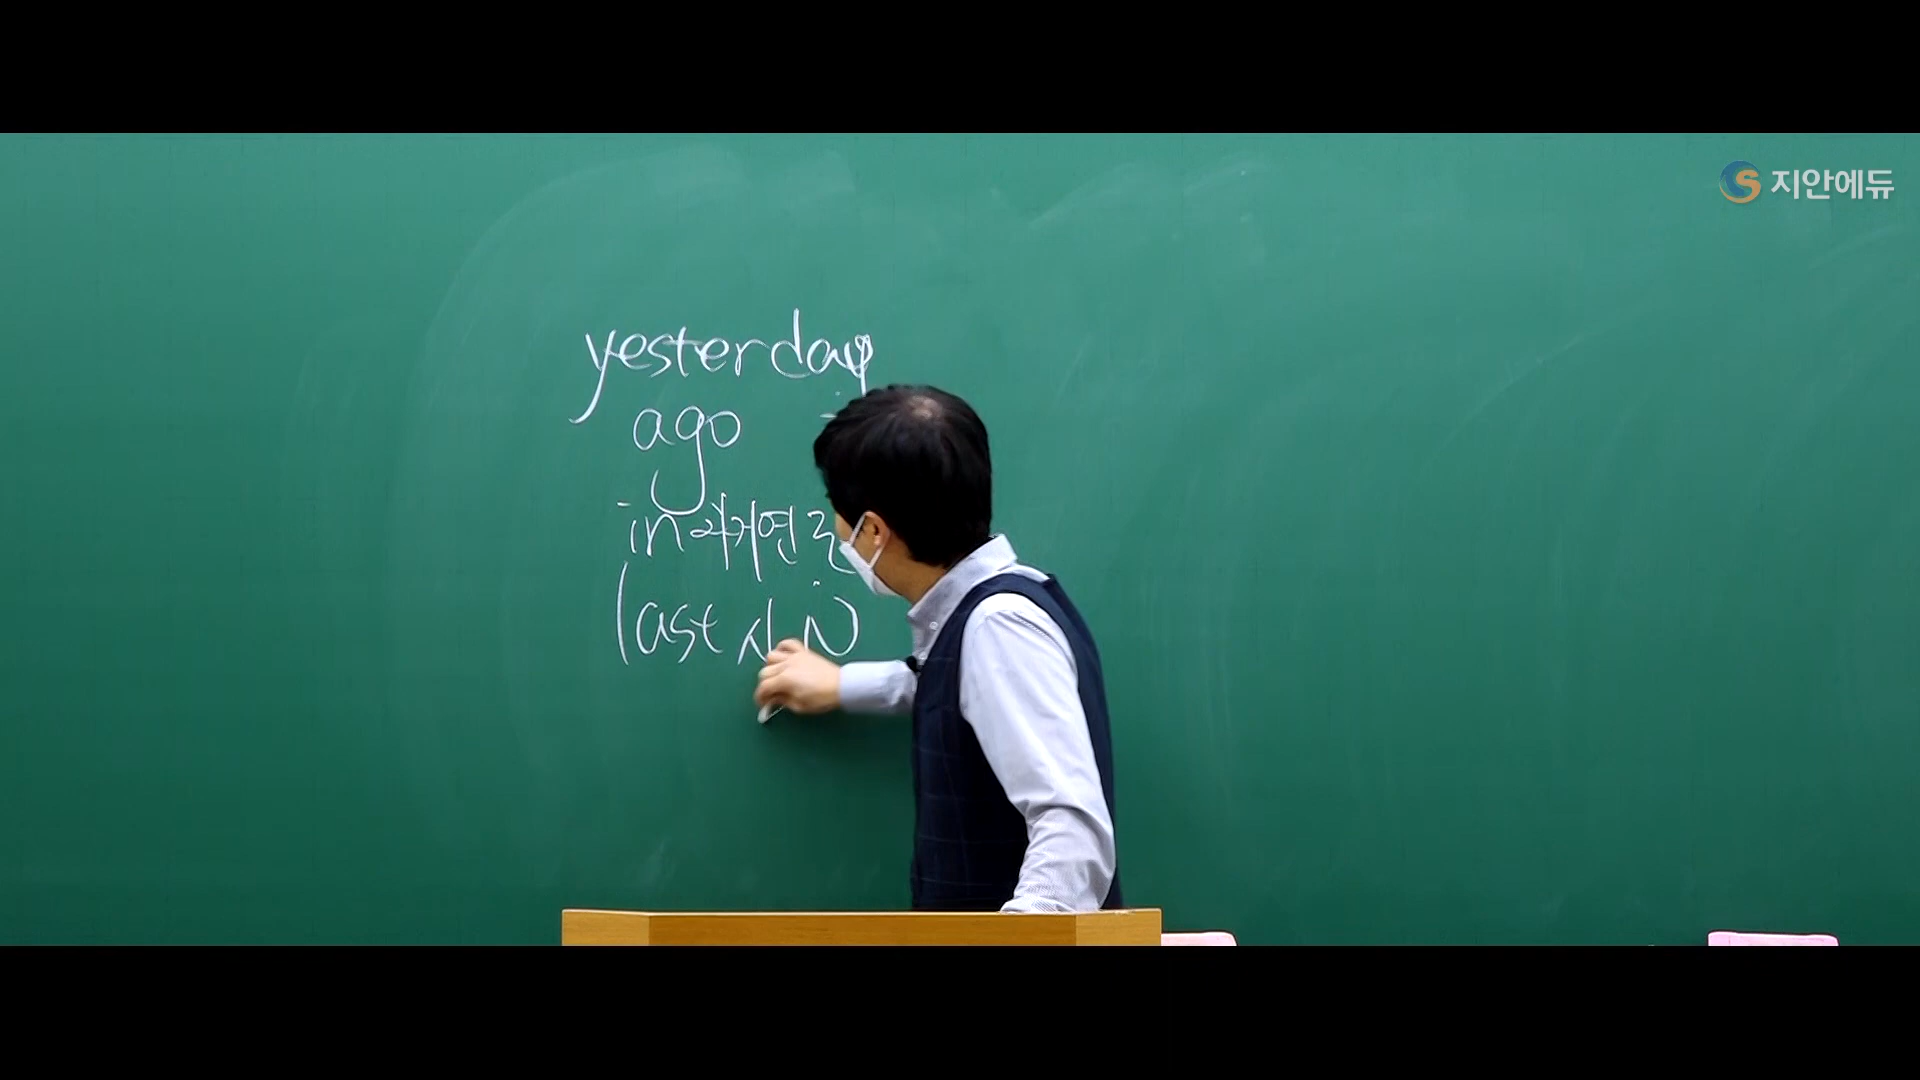 지안에듀
yesterday
ago
in 과거연도
last 시